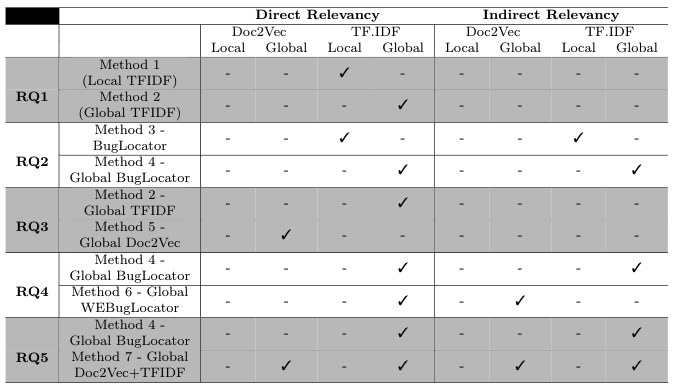 Direct Relevancy Indirect Relevancy
Doc2Vec TF.IDF Doc2Vec TF.IDF
Local Global Local Global Local Global Local Global
RQ1
Method 1
(Local TFIDF)
- - ✓ - - - - -
Method 2
(Global TFIDF)
- - - ✓ - - - -
RQ2
Method 3 -
BugLocator
- - ✓ - - - ✓ -
Method 4 -
Global BugLocator
- - - ✓ - - - ✓
RQ3
Method 2 -
Global TFIDF
- - - ✓ - - - -
Method 5 -
Global Doc2Vec
- ✓ - - - - - -
RQ4
Method 4 -
Global BugLocator
- - - ✓ - - - ✓
Method 6 - Global
WEBugLocator
- - - ✓ - ✓ - -
RQ5
Method 4 -
Global BugLocator
- - - ✓ - - - ✓
Method 7 - Global
Doc2Vec+TFIDF
- ✓ - ✓ - ✓ - ✓